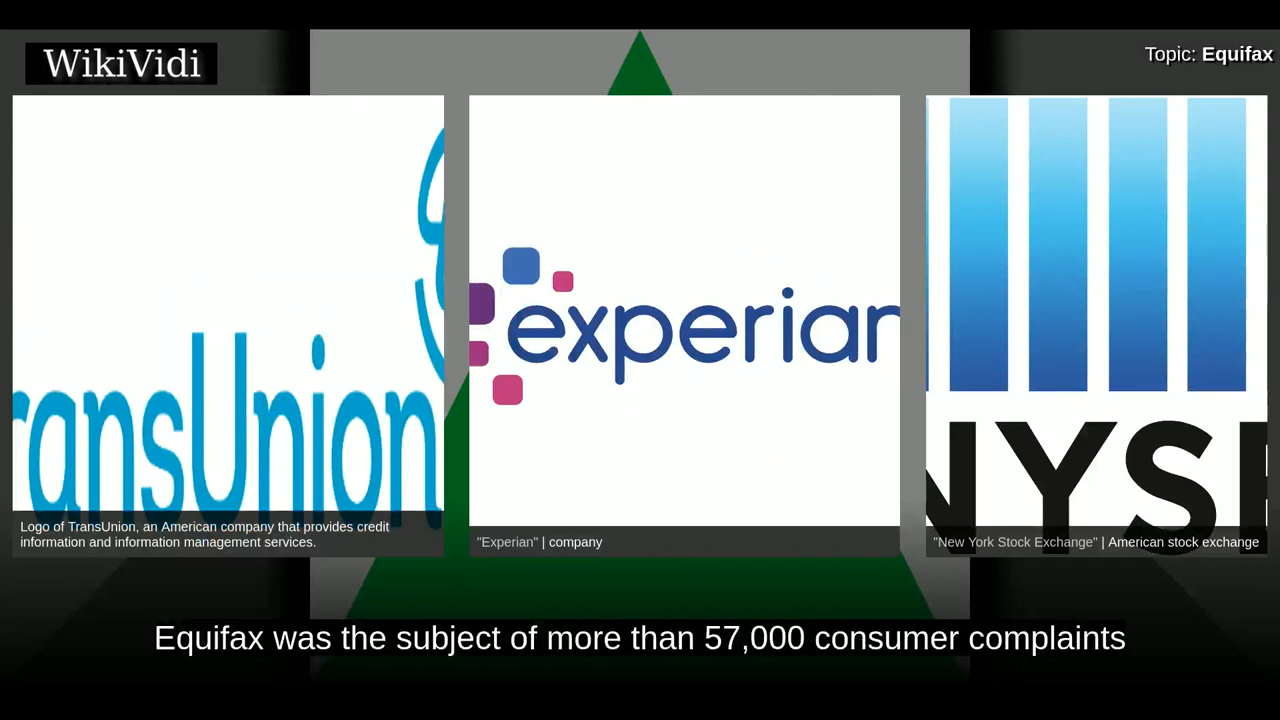 WikiVidi
Topic: Equifax
ransUnion
experian
NYSE
Logo of TransUnion, an American company that provides credit
information and information management services.
"Experian" | company
"New York Stock Exchange" | American stock exchange
Equifax was the subject of more than 57,000 consumer complaints